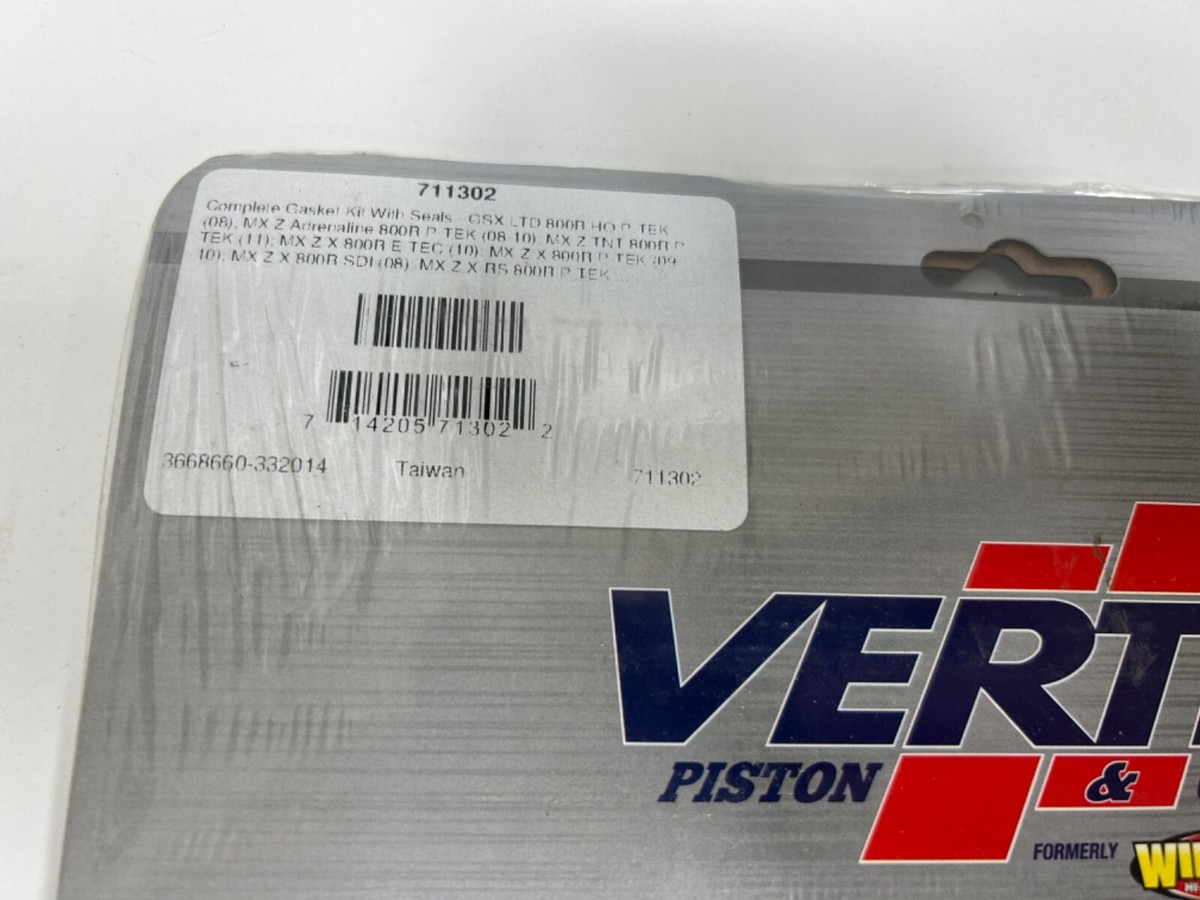 711302
Complete Gasket Kit With Seals - GSX LTD 800R HO P-TEK
(08); MX Z Adrenaline 800R P-TEK (08-10); MX Z TNT 800R P-
TEK (11); MX Z X 800R E-TEC (10); MX Z X 800R P-TEK (09-
10); MX Z X 800R SDI (08); MX Z X RS 800R P-TEK ...
7 14205 71302 2
3668660-332014 Taiwan 711302
VERT
PISTON &
FORMERLY